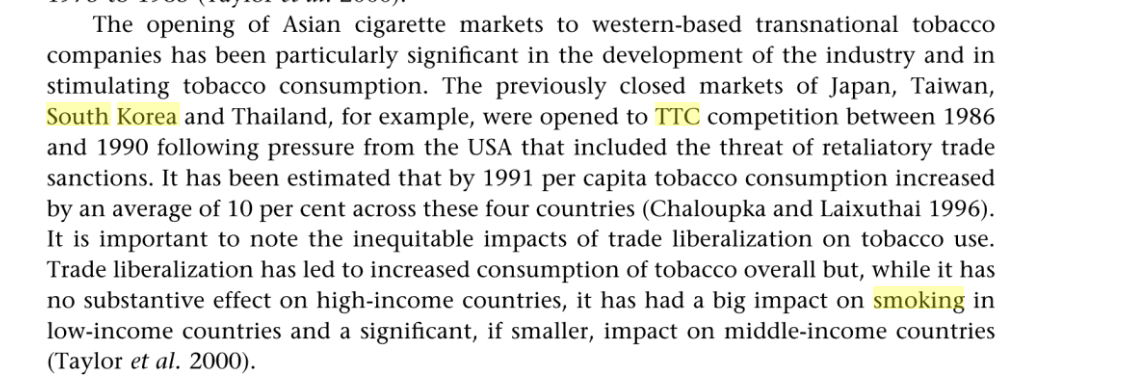 The opening of Asian cigarette markets to western-based transnational tobacco
companies has been particularly significant in the development of the industry and in
stimulating tobacco consumption. The previously closed markets of Japan, Taiwan,
South Korea and Thailand, for example, were opened to TTC competition between 1986
and 1990 following pressure from the USA that included the threat of retaliatory trade
sanctions. It has been estimated that by 1991 per capita tobacco consumption increased
by an average of 10 per cent across these four countries (Chaloupka and Laixuthai 1996).
It is important to note the inequitable impacts of trade liberalization on tobacco use.
Trade liberalization has led to increased consumption of tobacco overall but, while it has
no substantive effect on high-income countries, it has had a big impact on smoking in
low-income countries and a significant, if smaller, impact on middle-income countries
(Taylor et al. 2000).